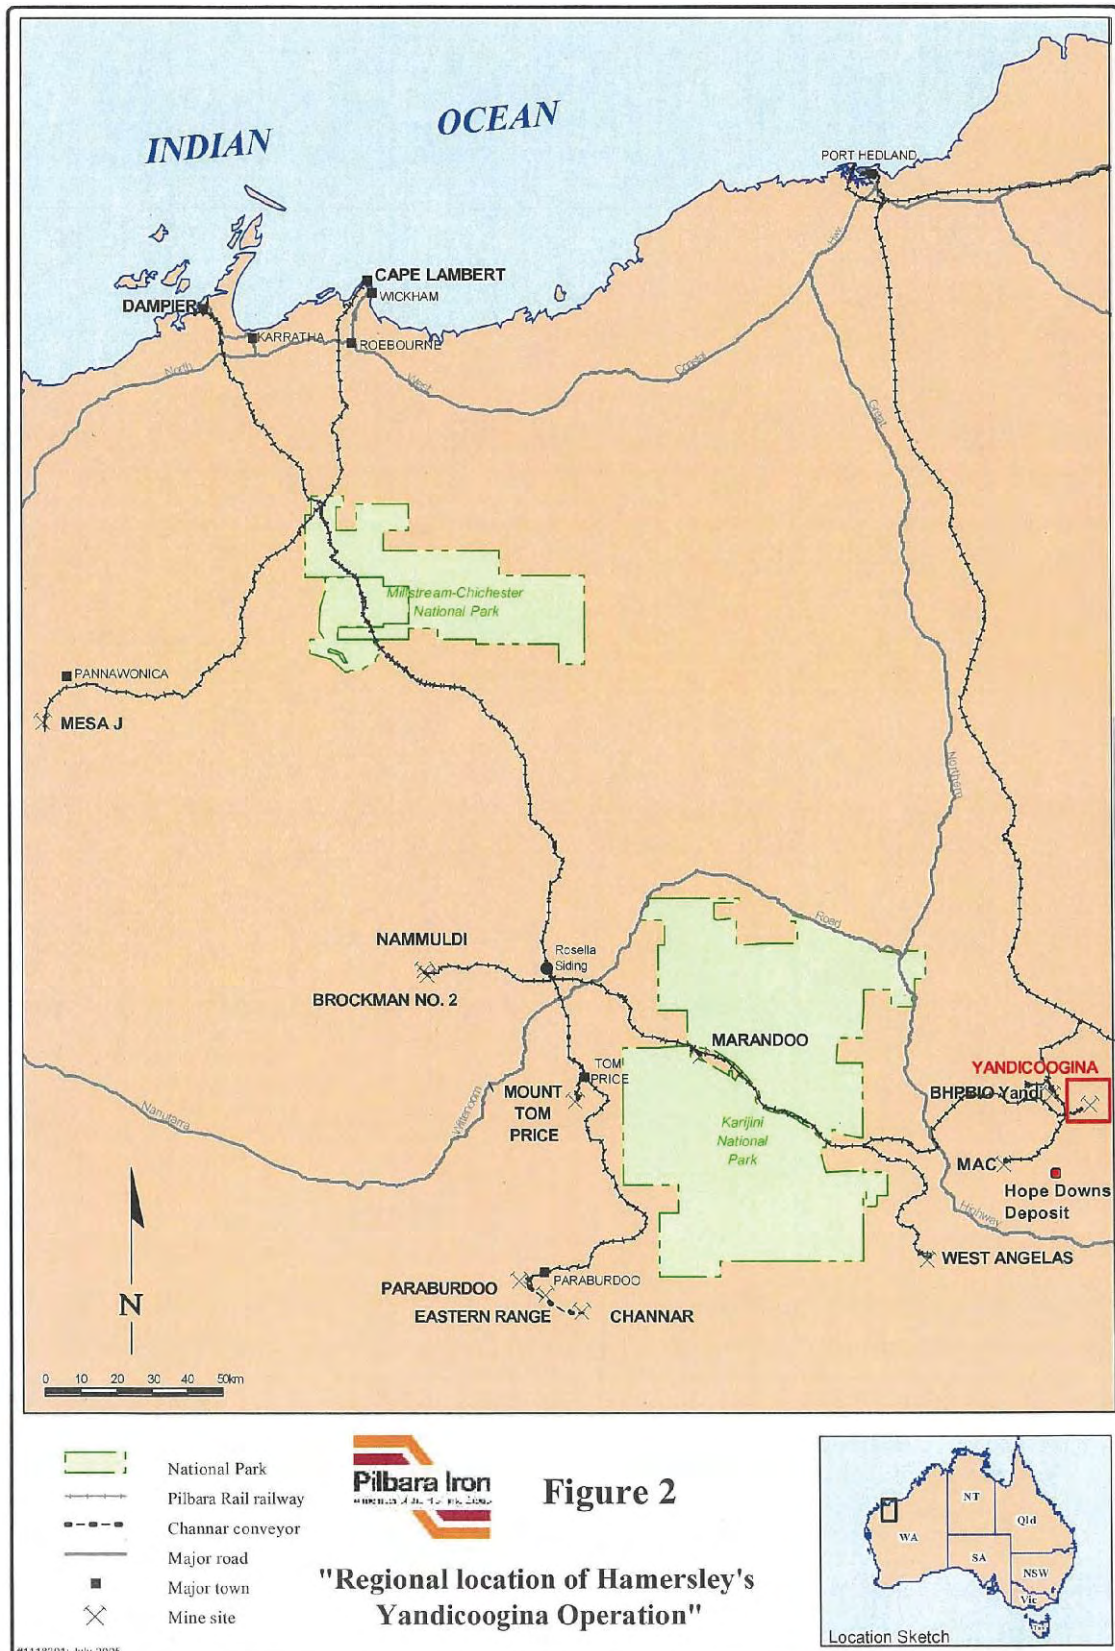 INDIAN
OCEAN
PORT HEDLAND
CAPE LAMBERT
WICKHAM
DAMPIER
KARRATHA
ROEBOURNE
North
West
Coastal
Hwy
Great
Millstream-Chichester
National Park
PANNAWONICA
MESA J
Northern
Road
NAMMULDI
Rosella
Siding
BROCKMAN NO. 2
MARANDOO
TOM
PRICE
YANDICOOGINA
BHPBIO Yandi
MOUNT
TOM
PRICE
Nanutarra
Wittenoom
Karijini
National
Park
MAC
Hope Downs
Deposit
Highway
WEST ANGELAS
PARABURDOO
PARABURDOO
EASTERN RANGE
CHANNAR
N
0 10 20 30 40 50km
National Park
Pilbara Rail railway
Channar conveyor
Major road
Major town
Mine site
Pilbara Iron
Figure 2
"Regional location of Hamersley's
Yandicoogina Operation"
WA
NT
Qld
SA
NSW
Vic
Location Sketch